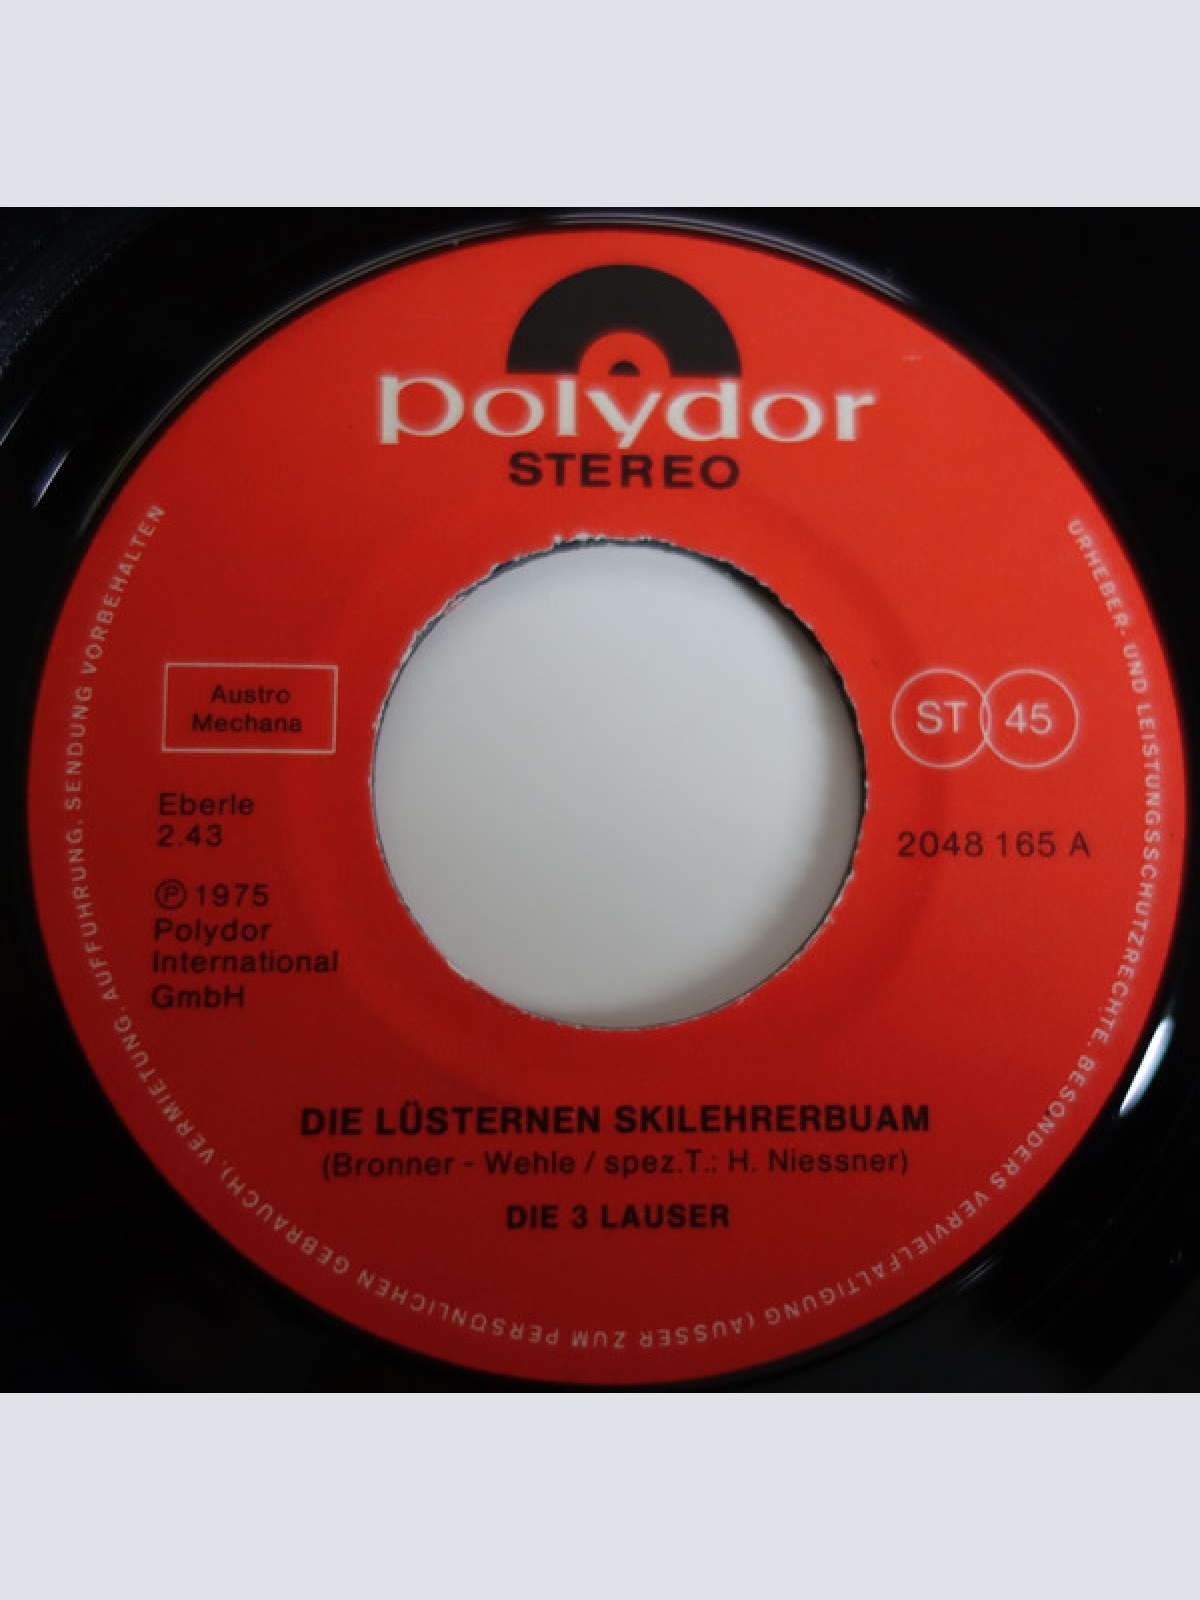 polydor
STEREO
Austro
Mechana
ST 45
Eberle
2.43
2048 165 A
℗ 1975
Polydor
International
GmbH
DIE LÜSTERNEN SKILEHRERBUAM
(Bronner - Wehle / spez.T.: H. Niessner)
DIE 3 LAUSER
URHEBER- UND LEISTUNGSSCHUTZRECHTE, BESONDERS VERVIELFÄLTIGUNG (AUSSER ZUM PERSÖNLICHEN GEBRAUCH), VERMIETUNG, AUFFÜHRUNG, SENDUNG VORBEHALTEN